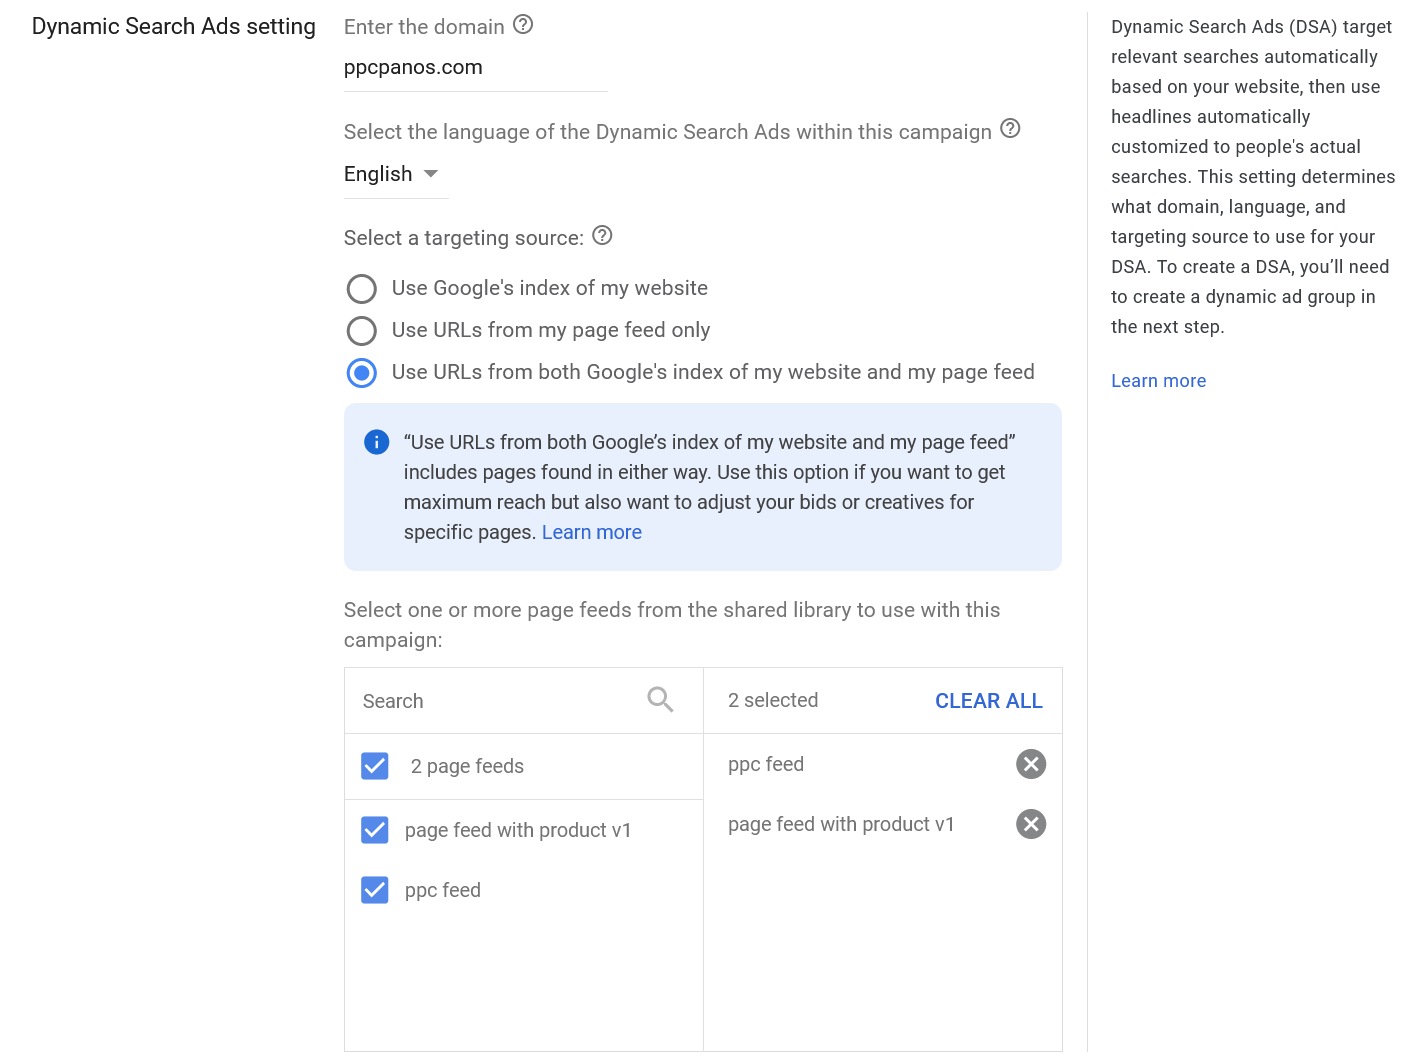 Dynamic Search Ads setting
Enter the domain
ppcpanos.com
Select the language of the Dynamic Search Ads within this campaign
English
Select a targeting source:
Use Google's index of my website
Use URLs from my page feed only
Use URLs from both Google's index of my website and my page feed
“Use URLs from both Google’s index of my website and my page feed”
includes pages found in either way. Use this option if you want to get
maximum reach but also want to adjust your bids or creatives for
specific pages. Learn more
Select one or more page feeds from the shared library to use with this
campaign:
Search
2 page feeds
page feed with product v1
ppc feed
2 selected
CLEAR ALL
ppc feed
page feed with product v1
Dynamic Search Ads (DSA) target
relevant searches automatically
based on your website, then use
headlines automatically
customized to people's actual
searches. This setting determines
what domain, language, and
targeting source to use for your
DSA. To create a DSA, you’ll need
to create a dynamic ad group in
the next step.
Learn more